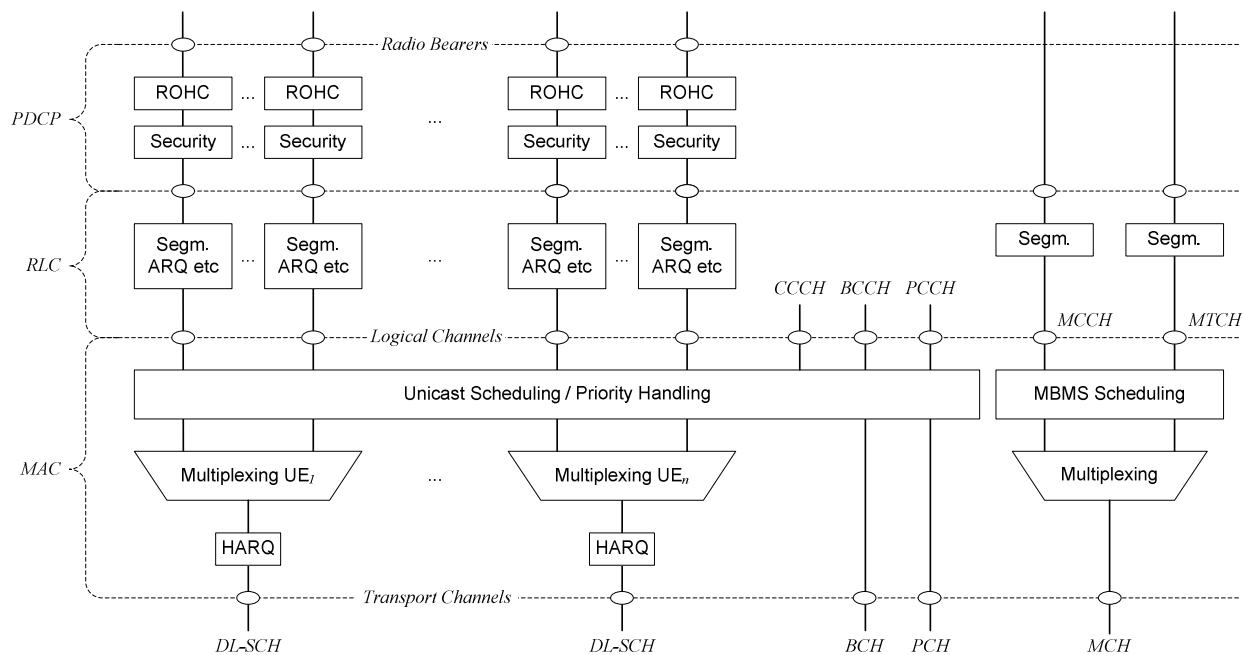 Radio Bearers
ROHC ... ROHC ROHC ... ROHC
PDCP
...
Security ... Security Security ... Security
Segm. ARQ etc ... Segm. ARQ etc ... Segm. ARQ etc ... Segm. ARQ etc
Segm. Segm.
RLC
CCCH BCCH PCCH
MCCH MTCH
Logical Channels
Unicast Scheduling / Priority Handling MBMS Scheduling
MAC
Multiplexing UE1 ... Multiplexing UEn Multiplexing
HARQ HARQ
Transport Channels
DL-SCH DL-SCH BCH PCH MCH